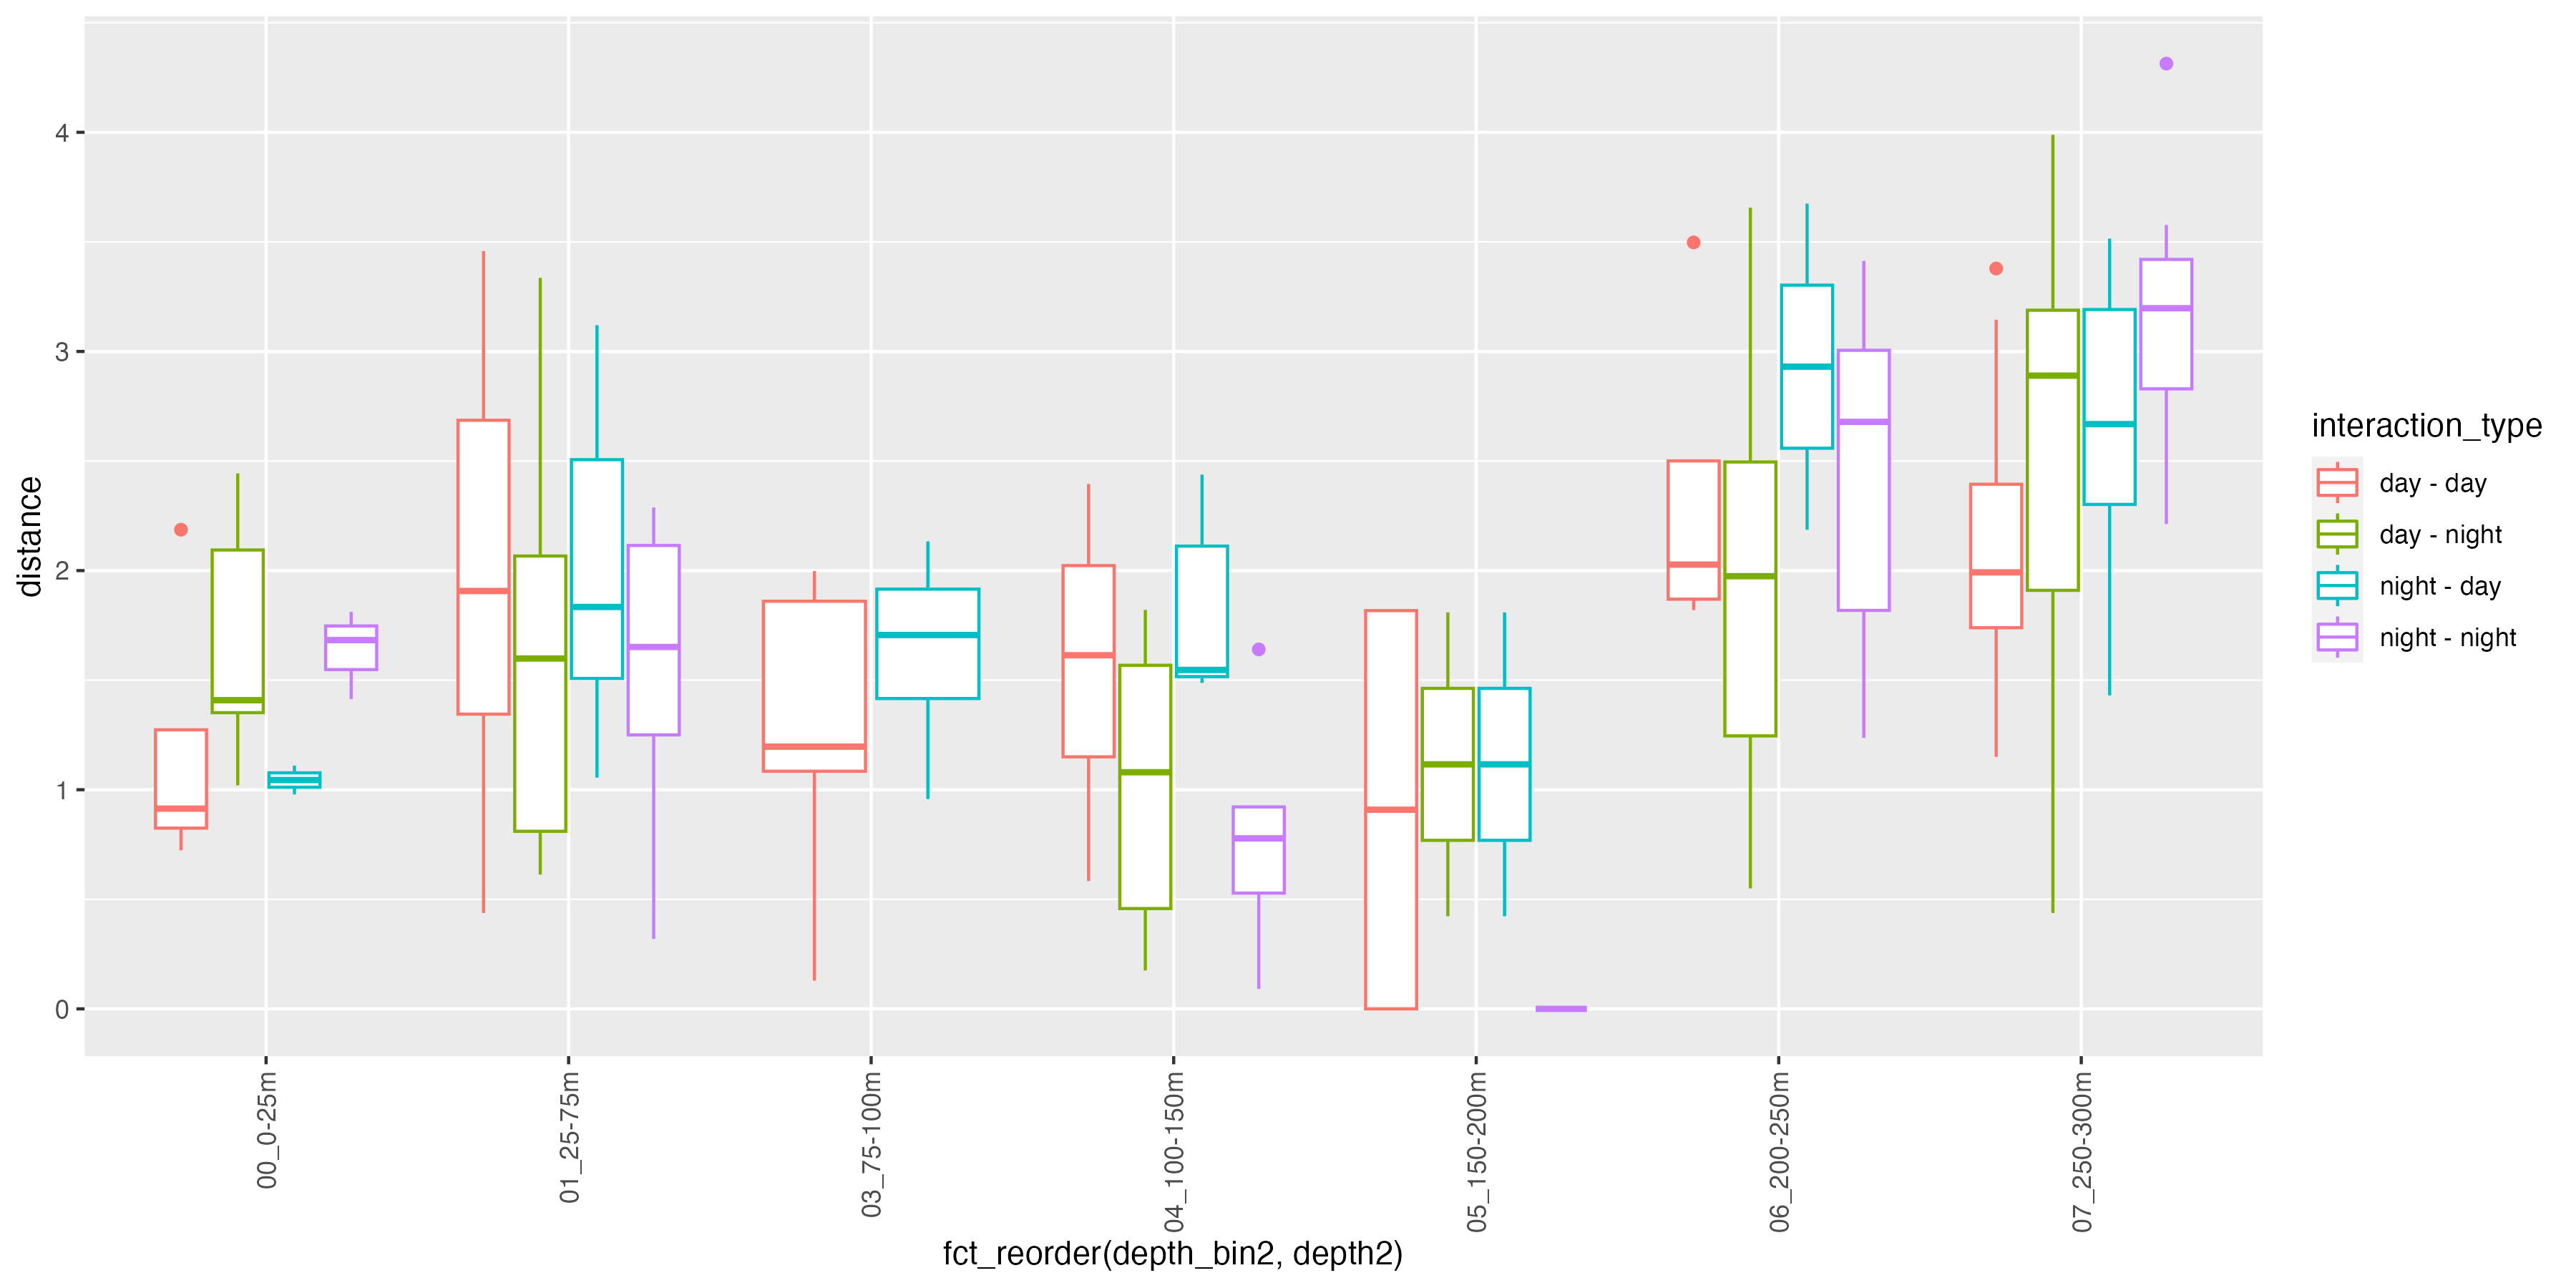 distance
4
3
2
1
0
00_0-25m
01_25-75m
03_75-100m
04_100-150m
05_150-200m
06_200-250m
07_250-300m
fct_reorder(depth_bin2, depth2)
interaction_type
day - day
day - night
night - day
night - night